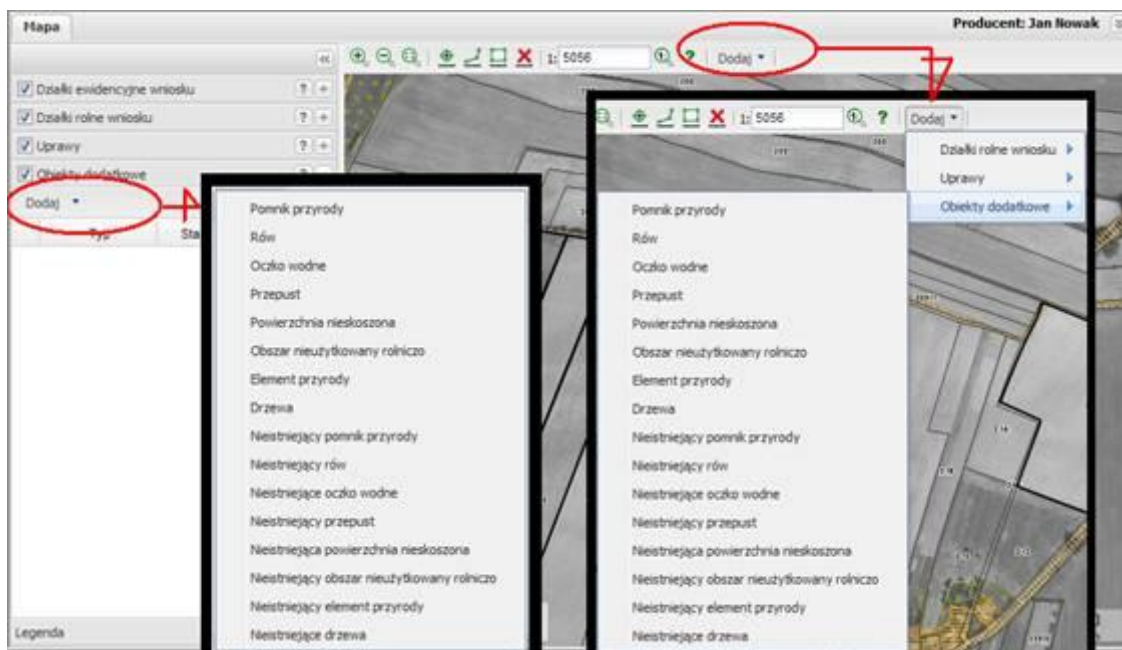 Mapa
Producent: Jan Nowak
1: 5056
Dodaj
Działki ewidencyjne wniosku
Działki rolne wniosku
Uprawy
Obiekty dodatkowe
Dodaj
Typ
Sta
Pomnik przyrody
Rów
Oczko wodne
Przepust
Powierzchnia nieskoszona
Obszar nieużytkowany rolniczo
Element przyrody
Drzewa
Nieistniejący pomnik przyrody
Nieistniejący rów
Nieistniejące oczko wodne
Nieistniejący przepust
Nieistniejąca powierzchnia nieskoszona
Nieistniejący obszar nieużytkowany rolniczo
Nieistniejący element przyrody
Nieistniejące drzewa
Legenda
1: 5056
Dodaj
Działki rolne wniosku
Uprawy
Obiekty dodatkowe
Pomnik przyrody
Rów
Oczko wodne
Przepust
Powierzchnia nieskoszona
Obszar nieużytkowany rolniczo
Element przyrody
Drzewa
Nieistniejący pomnik przyrody
Nieistniejący rów
Nieistniejące oczko wodne
Nieistniejący przepust
Nieistniejąca powierzchnia nieskoszona
Nieistniejący obszar nieużytkowany rolniczo
Nieistniejący element przyrody
Nieistniejące drzewa